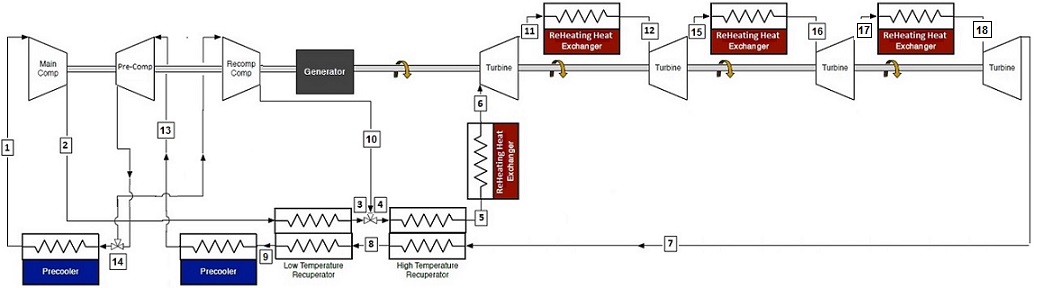 11
ReHeating Heat
Exchanger
12
15
ReHeating Heat
Exchanger
16
17
ReHeating Heat
Exchanger
18
Main
Comp
Pre-Comp
Recomp
Comp
Generator
Turbine
Turbine
Turbine
Turbine
6
1
2
13
10
ReHeating Heat
Exchanger
3
4
5
14
9
8
7
Precooler
Precooler
Low Temperature
Recuperator
High Temperature
Recuperator